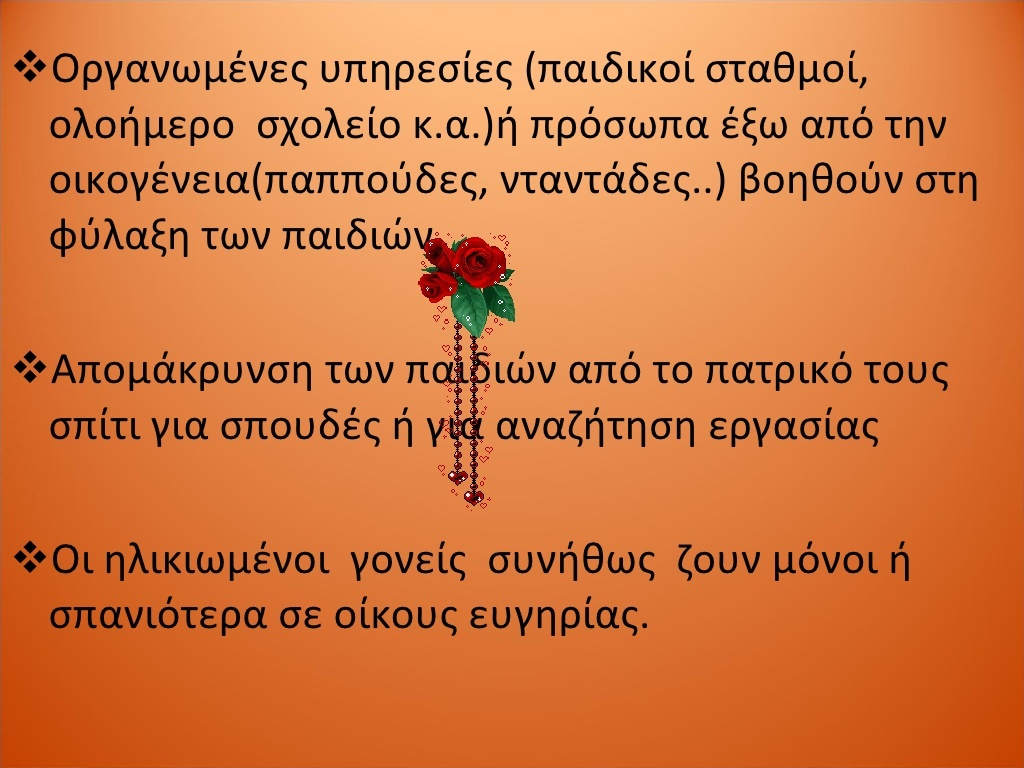 ❖Οργανωμένες υπηρεσίες (παιδικοί σταθμοί,
ολοήμερο  σχολείο κ.α.)ή πρόσωπα έξω από την
οικογένεια(παππούδες, νταντάδες..) βοηθούν στη
φύλαξη των παιδιών
❖Απομάκρυνση των παιδιών από το πατρικό τους
σπίτι για σπουδές ή για αναζήτηση εργασίας
❖Οι ηλικιωμένοι  γονείς  συνήθως  ζουν μόνοι ή
σπανιότερα σε οίκους ευγηρίας.